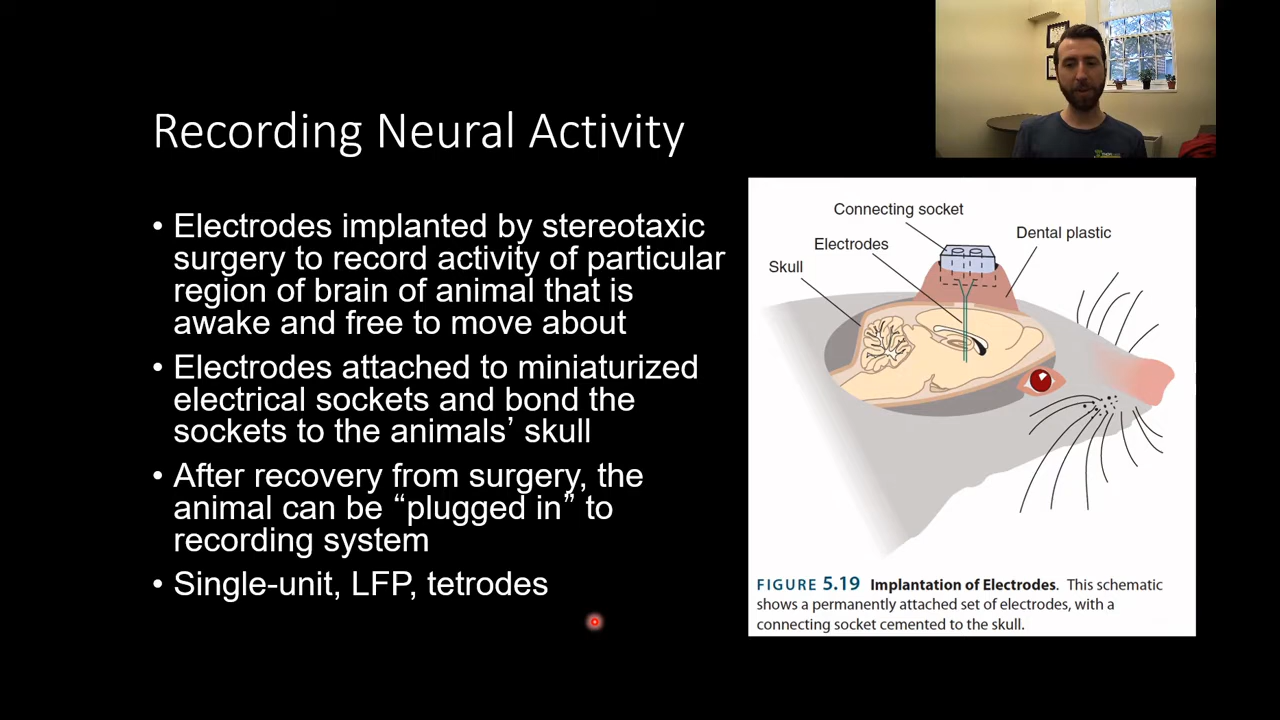 Recording Neural Activity
• Electrodes implanted by stereotaxic
surgery to record activity of particular
region of brain of animal that is
awake and free to move about
• Electrodes attached to miniaturized
electrical sockets and bond the
sockets to the animals’ skull
• After recovery from surgery, the
animal can be “plugged in” to
recording system
• Single-unit, LFP, tetrodes
Connecting socket
Dental plastic
Electrodes
Skull
FIGURE 5.19 Implantation of Electrodes. This schematic
shows a permanently attached set of electrodes, with a
connecting socket cemented to the skull.